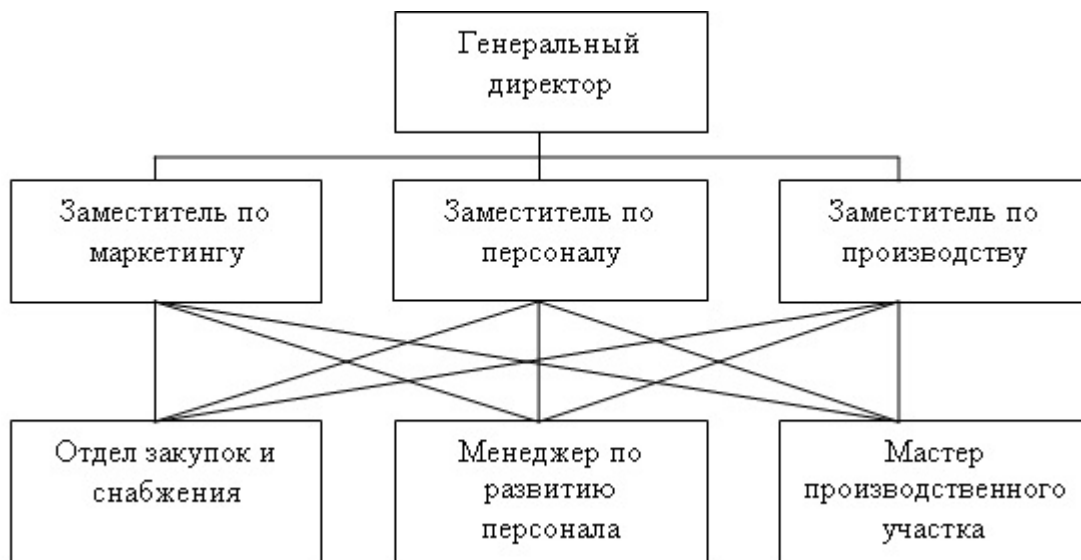 Генеральный
директор
Заместитель по
маркетингу
Заместитель по
персоналу
Заместитель по
производству
Отдел закупок и
снабжения
Менеджер по
развитию
персонала
Мастер
производственного
участка